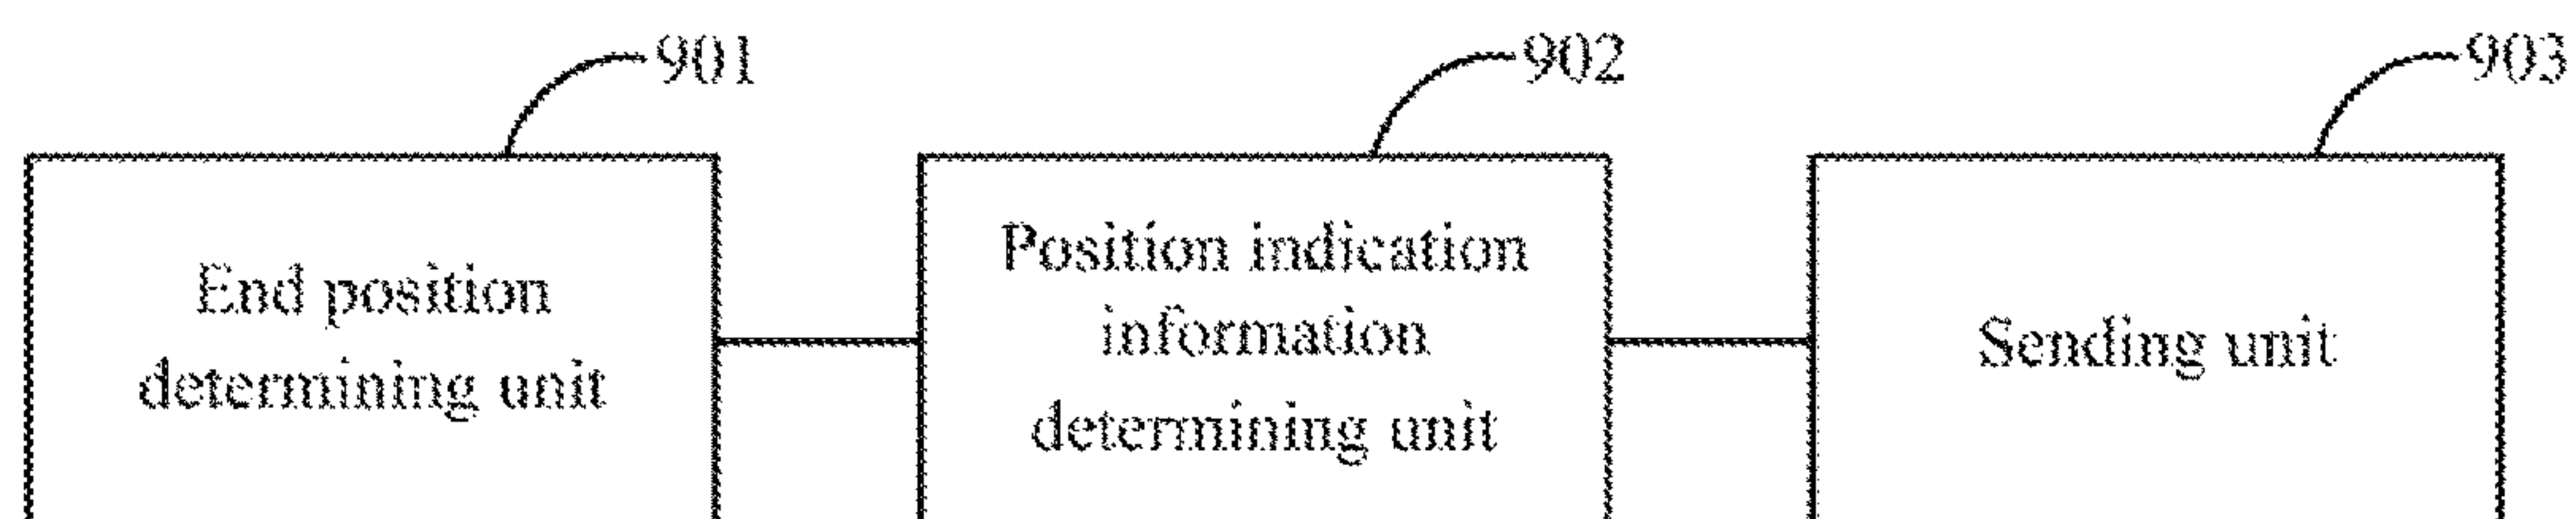 901
902
903
End position
determining unit
Position indication
information
determining unit
Sending unit